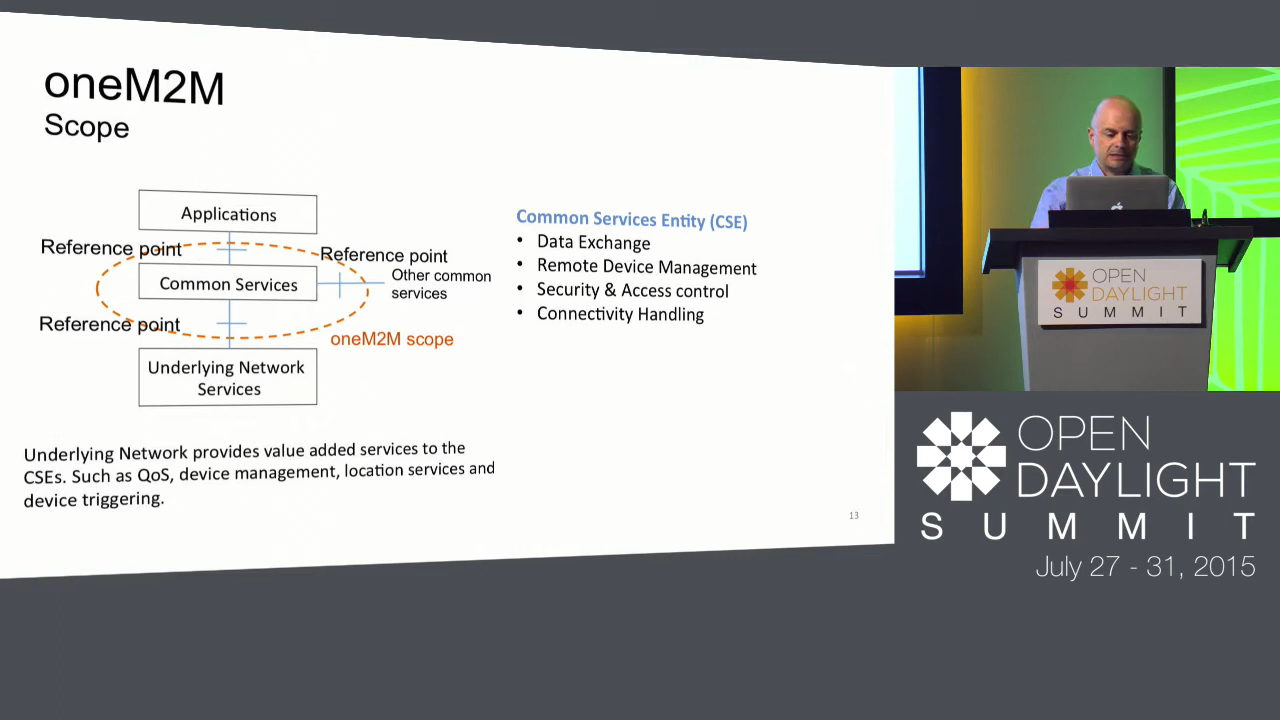 oneM2M
Scope
Applications
Reference point
Reference point
Common Services
Other common
services
Reference point
oneM2M scope
Underlying Network
Services
Common Services Entity (CSE)
• Data Exchange
• Remote Device Management
• Security & Access control
• Connectivity Handling
Underlying Network provides value added services to the
CSEs. Such as QoS, device management, location services and
device triggering.
13
OPEN
DAYLIGHT
SUMMIT
OPEN
DAYLIGHT
SUMMIT
July 27 - 31, 2015